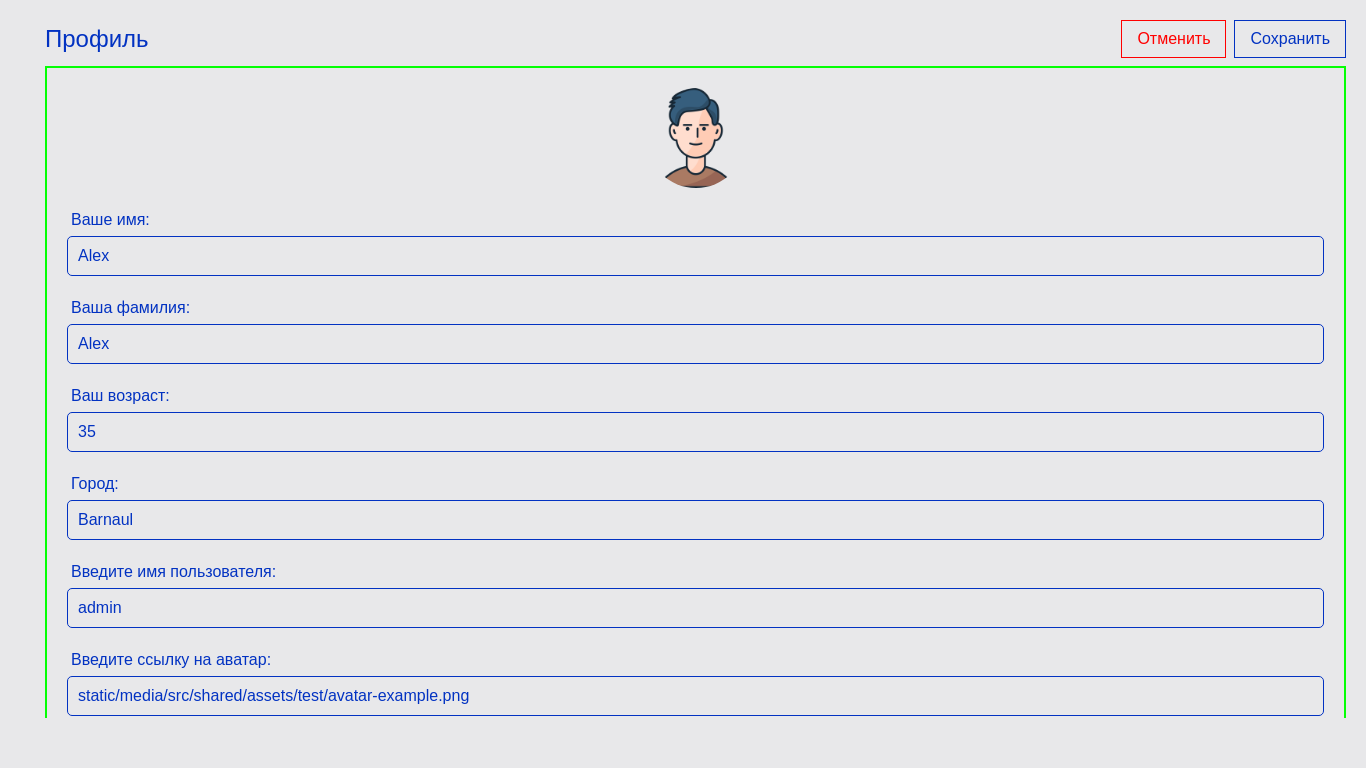 Профиль
Отменить
Сохранить
Ваше имя:
Alex
Ваша фамилия:
Alex
Ваш возраст:
35
Город:
Barnaul
Введите имя пользователя:
admin
Введите ссылку на аватар:
static/media/src/shared/assets/test/avatar-example.png